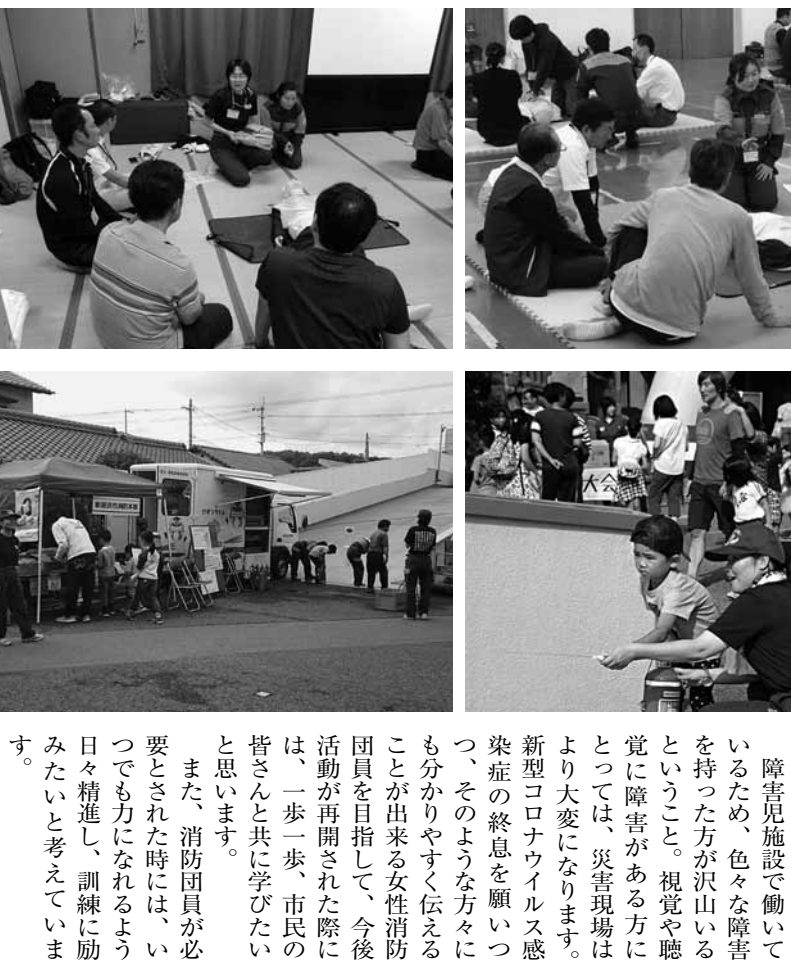 大会
障害児施設で働いて
いるため、色々な障害
を持った方が沢山いる
ということ。視覚や聴
覚に障害がある方に
とっては、災害現場は
より大変になります。
新型コロナウイルス感
染症の終息を願いつ
つ、そのような方々に
も分かりやすく伝える
ことが出来る女性消防
団員を目指して、今後
活動が再開された際に
は、一歩一歩、市民の
皆さんと共に学びたい
と思います。
また、消防団員が必
要とされた時には、い
つでも力になれるよう
日々精進し、訓練に励
みたいと考えていま
す。